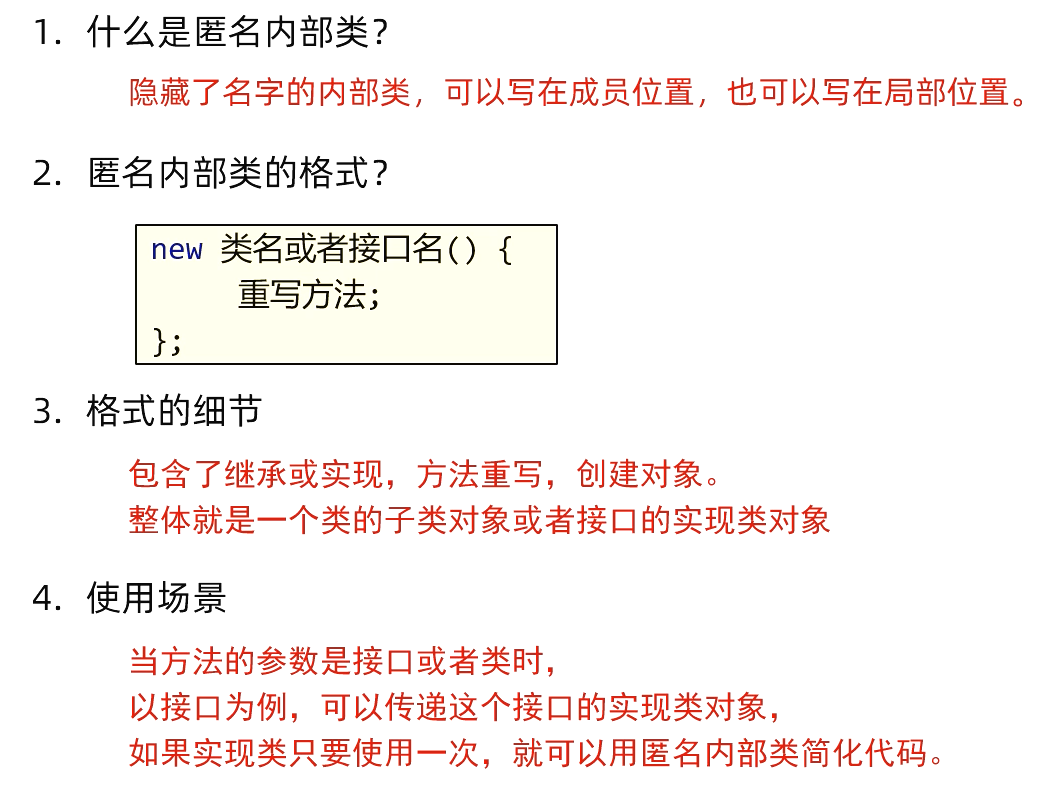 1. 什么是匿名内部类？
隐藏了名字的内部类，可以写在成员位置，也可以写在局部位置。
2. 匿名内部类的格式？
new 类名或者接口名() {
重写方法;
};
3. 格式的细节
包含了继承或实现，方法重写，创建对象。
整体就是一个类的子类对象或者接口的实现类对象
4. 使用场景
当方法的参数是接口或者类时，
以接口为例，可以传递这个接口的实现类对象，
如果实现类只要使用一次，就可以用匿名内部类简化代码。